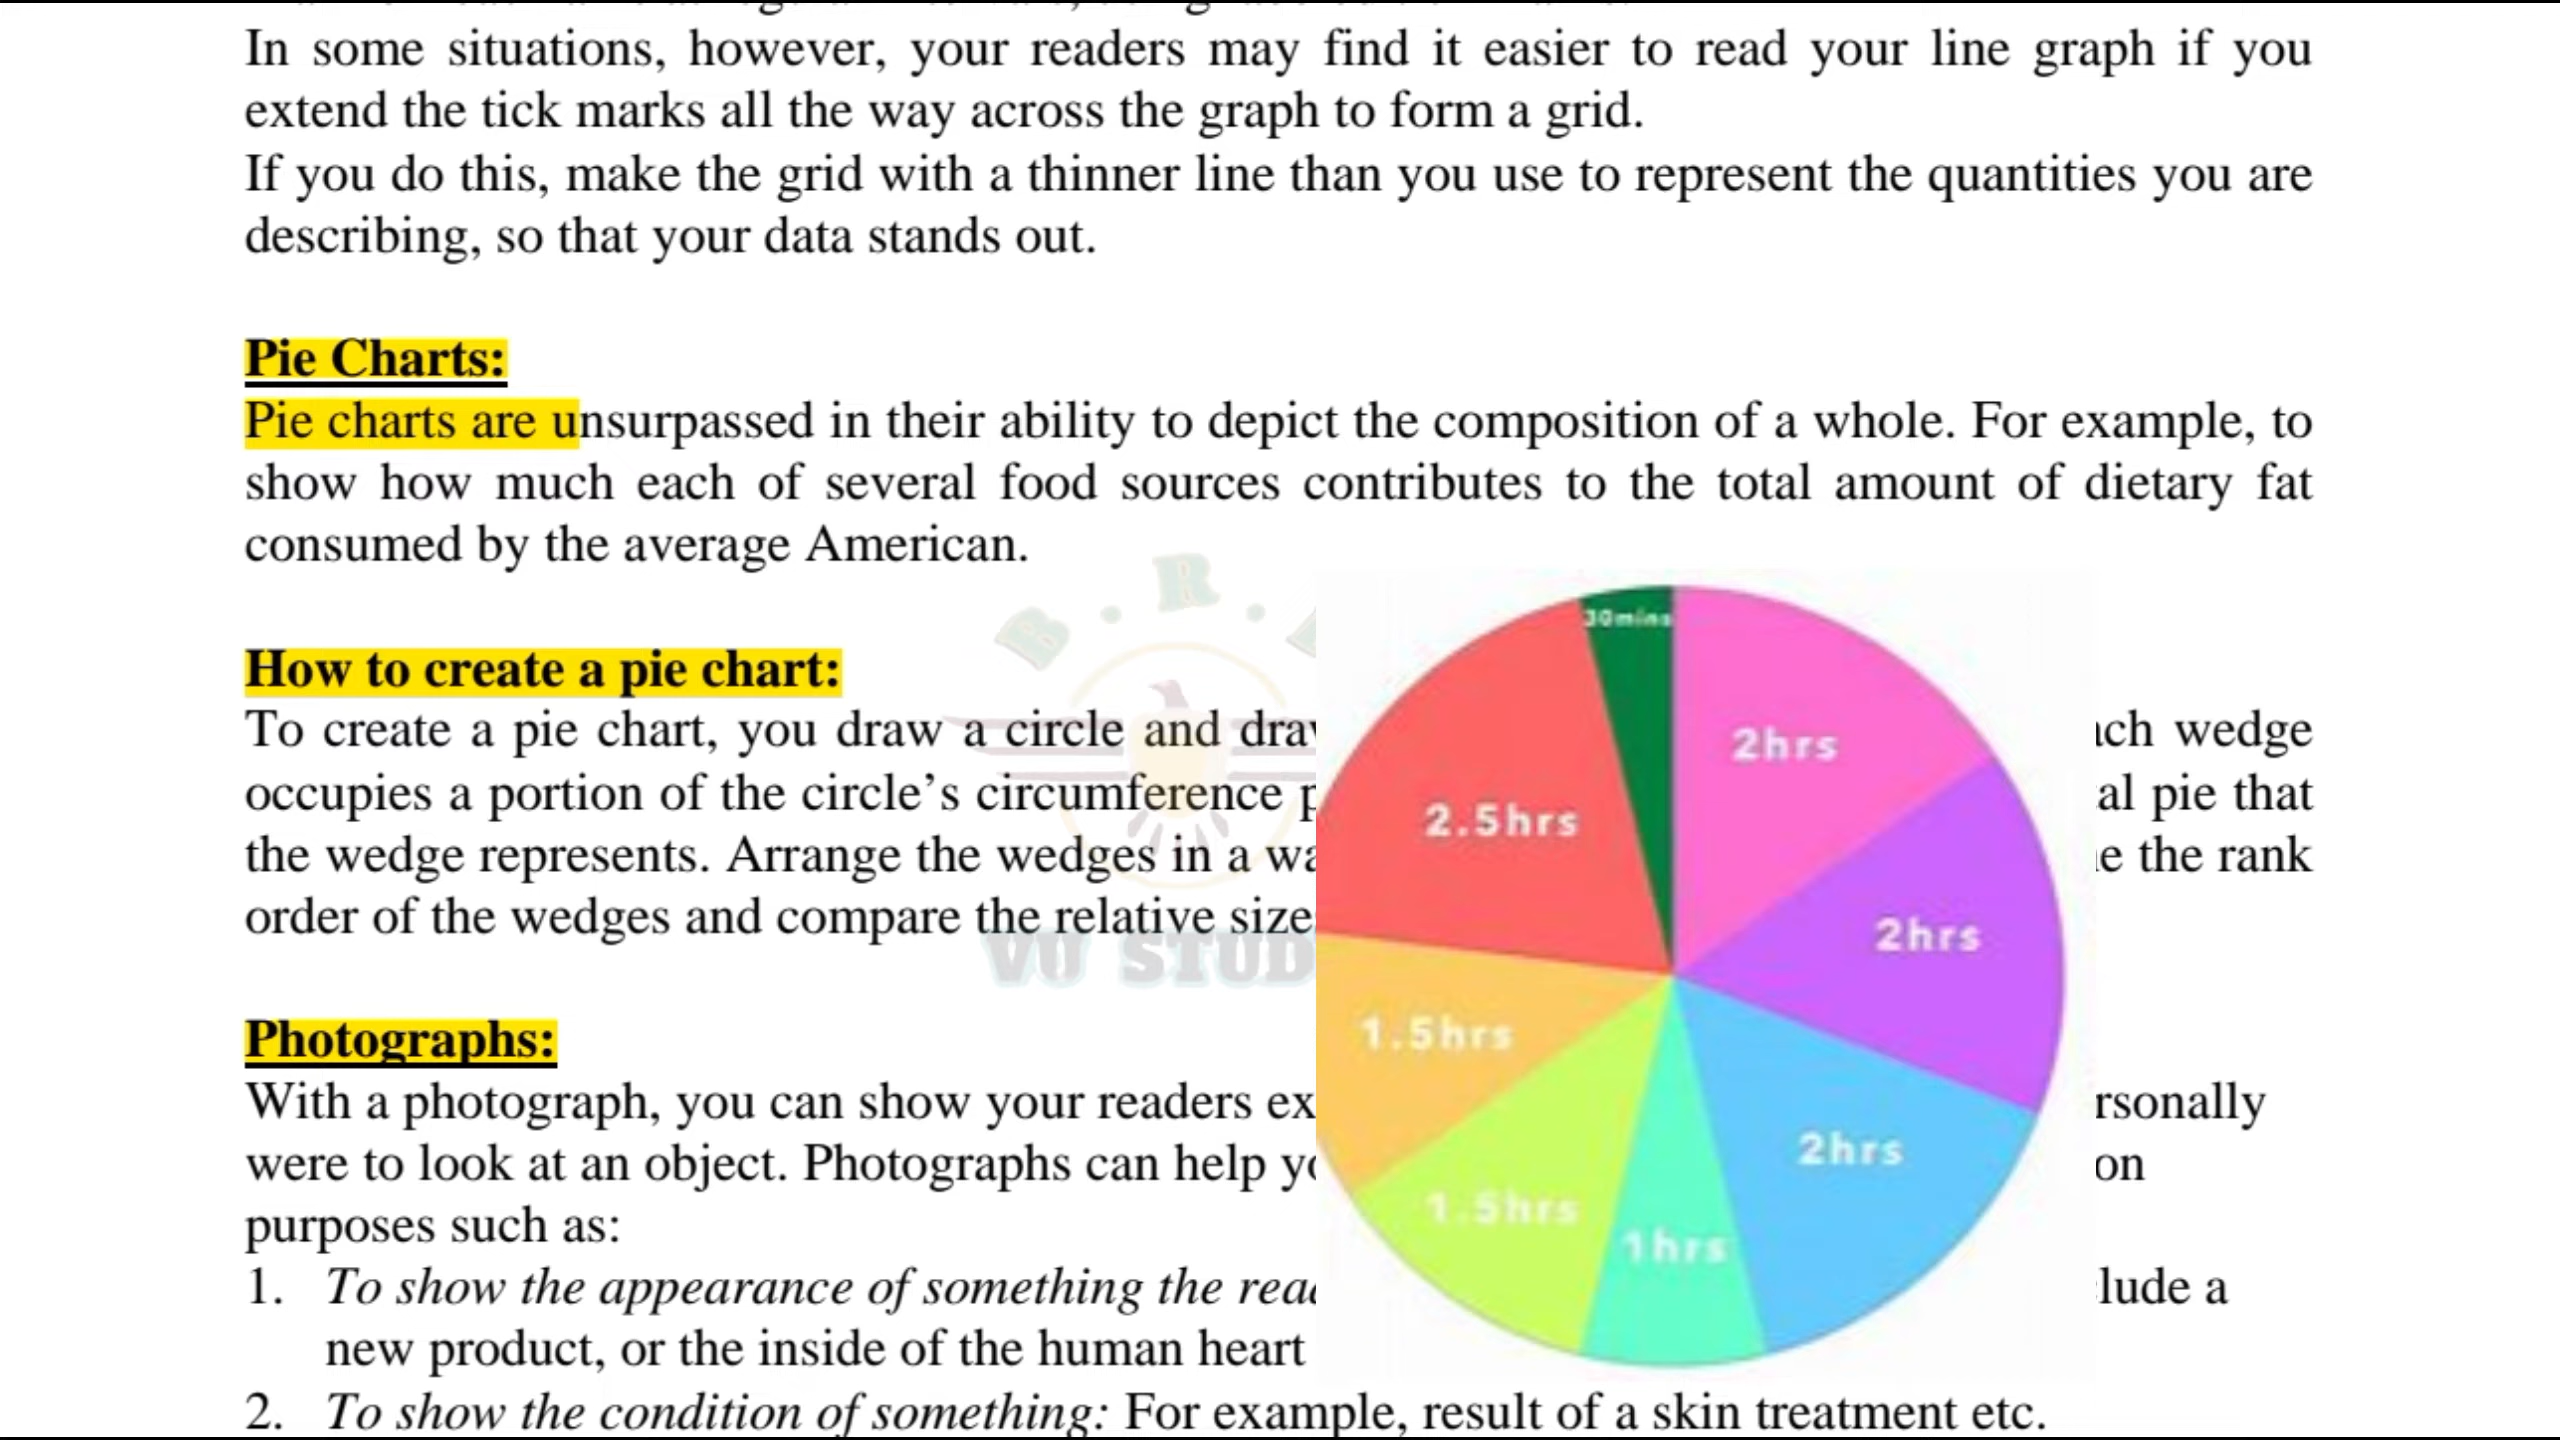 In some situations, however, your readers may find it easier to read your line graph if you
extend the tick marks all the way across the graph to form a grid.
If you do this, make the grid with a thinner line than you use to represent the quantities you are
describing, so that your data stands out.
Pie Charts:
Pie charts are unsurpassed in their ability to depict the composition of a whole. For example, to
show how much each of several food sources contributes to the total amount of dietary fat
consumed by the average American.
B.R.
How to create a pie chart:
To create a pie chart, you draw a circle and wedge
occupies a portion of the circle's circumference pie that
the wedge represents. Arrange the wedges in a the rank
order of the wedges and compare the relative size
VU STUD
Photographs:
With a photograph, you can show your readers
were to look at an object. Photographs can help on
purposes such as:
1. To show the appearance of something the a
new product, or the inside of the human heart
2. To show the condition of something: For example, result of a skin treatment etc.
30mins
2hrs
2hrs
2hrs
1hrs
1.5hrs
1.5hrs
2.5hrs